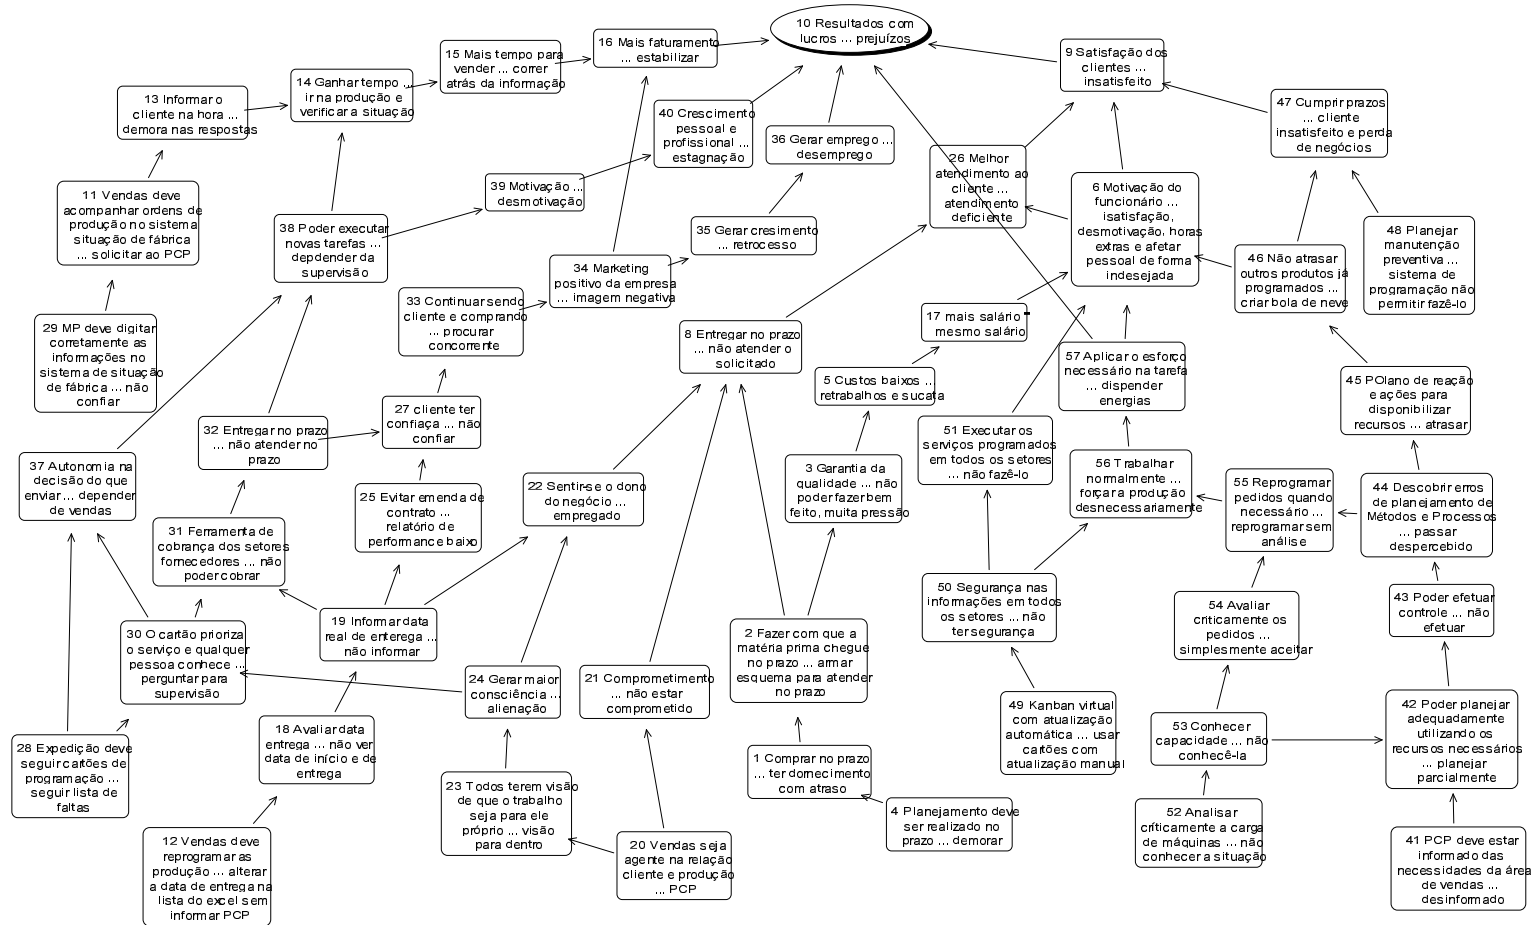 10 Resultados com
lucros ... prejuízos
16 Mais faturamento
... estabilizar
15 Mais tempo para
vender ... correr
atrás da informação
9 Satisfação dos
clientes ...
insatisfeito
14 Ganhar tempo ...
ir na produção e
verificar a situação
13 Informar o
cliente na hora ...
demora nas respostas
40 Crescimento
pessoal e
profissional ...
estagnação
36 Gerar emprego ...
desemprego
47 Cumprir prazos
... cliente
insatisfeito e perda
de negócios
26 Melhor
atendimento ao
cliente ...
atendimento
deficiente
6 Motivação do
funcionário ...
isatisfação,
desmotivação, horas
extras e afetar
pessoal de forma
indesejada
11 Vendas deve
acompanhar ordens de
produção no sistema
situação de fábrica
... solicitar ao PCP
39 Motivação ...
desmotivação
38 Poder executar
novas tarefas ...
depdender da
supervisão
35 Gerar cresimento
... retrocesso
48 Planejar
manutenção
preventiva ...
sistema de
programação não
permitir fazê-lo
46 Não atrasar
outros produtos já
programados ...
criar bola de neve
34 Marketing
positivo da empresa
... imagem negativa
33 Continuar sendo
cliente e comprando
... procurar
concorrente
29 MP deve digitar
corretamente as
informações no
sistema de situação
de fábrica ... não
confiar
8 Entregar no prazo
... não atender o
solicitado
17 mais salário -
mesmo salário
57 Aplicar o esforço
necessário na tarefa
... dispender
energias
5 Custos baixos ...
retrabalhos e sucata
45 POlano de reação
e ações para
disponibilizar
recursos ... atrasar
27 cliente ter
confiaça ... não
confiar
32 Entregar no prazo
... não atender no
prazo
51 Executar os
serviços programados
em todos os setores
... não fazê-lo
37 Autonomia na
decisão do que
enviar ... depender
de vendas
3 Garantia da
qualidade ... não
poder fazer bem
feito, muita pressão
56 Trabalhar
normalmente ...
forçar a produção
desnecessariamente
55 Reprogramar
pedidos quando
necessário ...
reprogramar sem
análise
44 Descobrir erros
de planejamento de
Métodos e Processos
... passar
despercebido
22 Sentir-se o dono
do negócio ...
empregado
25 Evitar emenda de
contrato ...
relatório de
performance baixo
31 Ferramenta de
cobrança dos setores
fornecedores ... não
poder cobrar
50 Segurança nas
informações em todos
os setores ... não
ter segurança
43 Poder efetuar
controle ... não
efetuar
54 Avaliar
criticamente os
pedidos ...
simplesmente aceitar
19 Informar data
real de enterega ...
não informar
30 O cartão prioriza
o serviço e qualquer
pessoa conhece ...
perguntar para
supervisão
2 Fazer com que a
matéria prima chegue
no prazo ... armar
esquema para atender
no prazo
24 Gerar maior
consciência ...
alienação
21 Comprometimento
... não estar
comprometido
49 Kanban virtual
com atualização
automática ... usar
cartões com
atualização manual
42 Poder planejar
adequadamente
utilizando os
recursos necessários
... planejar
parcialmente
18 Avaliar data
entrega ... não ver
data de início e de
entrega
53 Conhecer
capacidade ... não
conhecê-la
28 Expedição deve
seguir cartões de
programação ...
seguir lista de
faltas
1 Comprar no prazo
... ter dornecimento
com atraso
23 Todos terem visão
de que o trabalho
seja para ele
próprio ... visão
para dentro
4 Planejamento deve
ser realizado no
prazo ... demorar
52 Analisar
críticamente a carga
de máquinas ... não
conhecer a situação
12 Vendas deve
reprogramar as
produção ... alterar
a data de entrega na
lista do excel sem
informar PCP
20 Vendas seja
agente na relação
cliente e produção
... PCP
41 PCP deve estar
informado das
necessidades da área
de vendas ...
desinformado